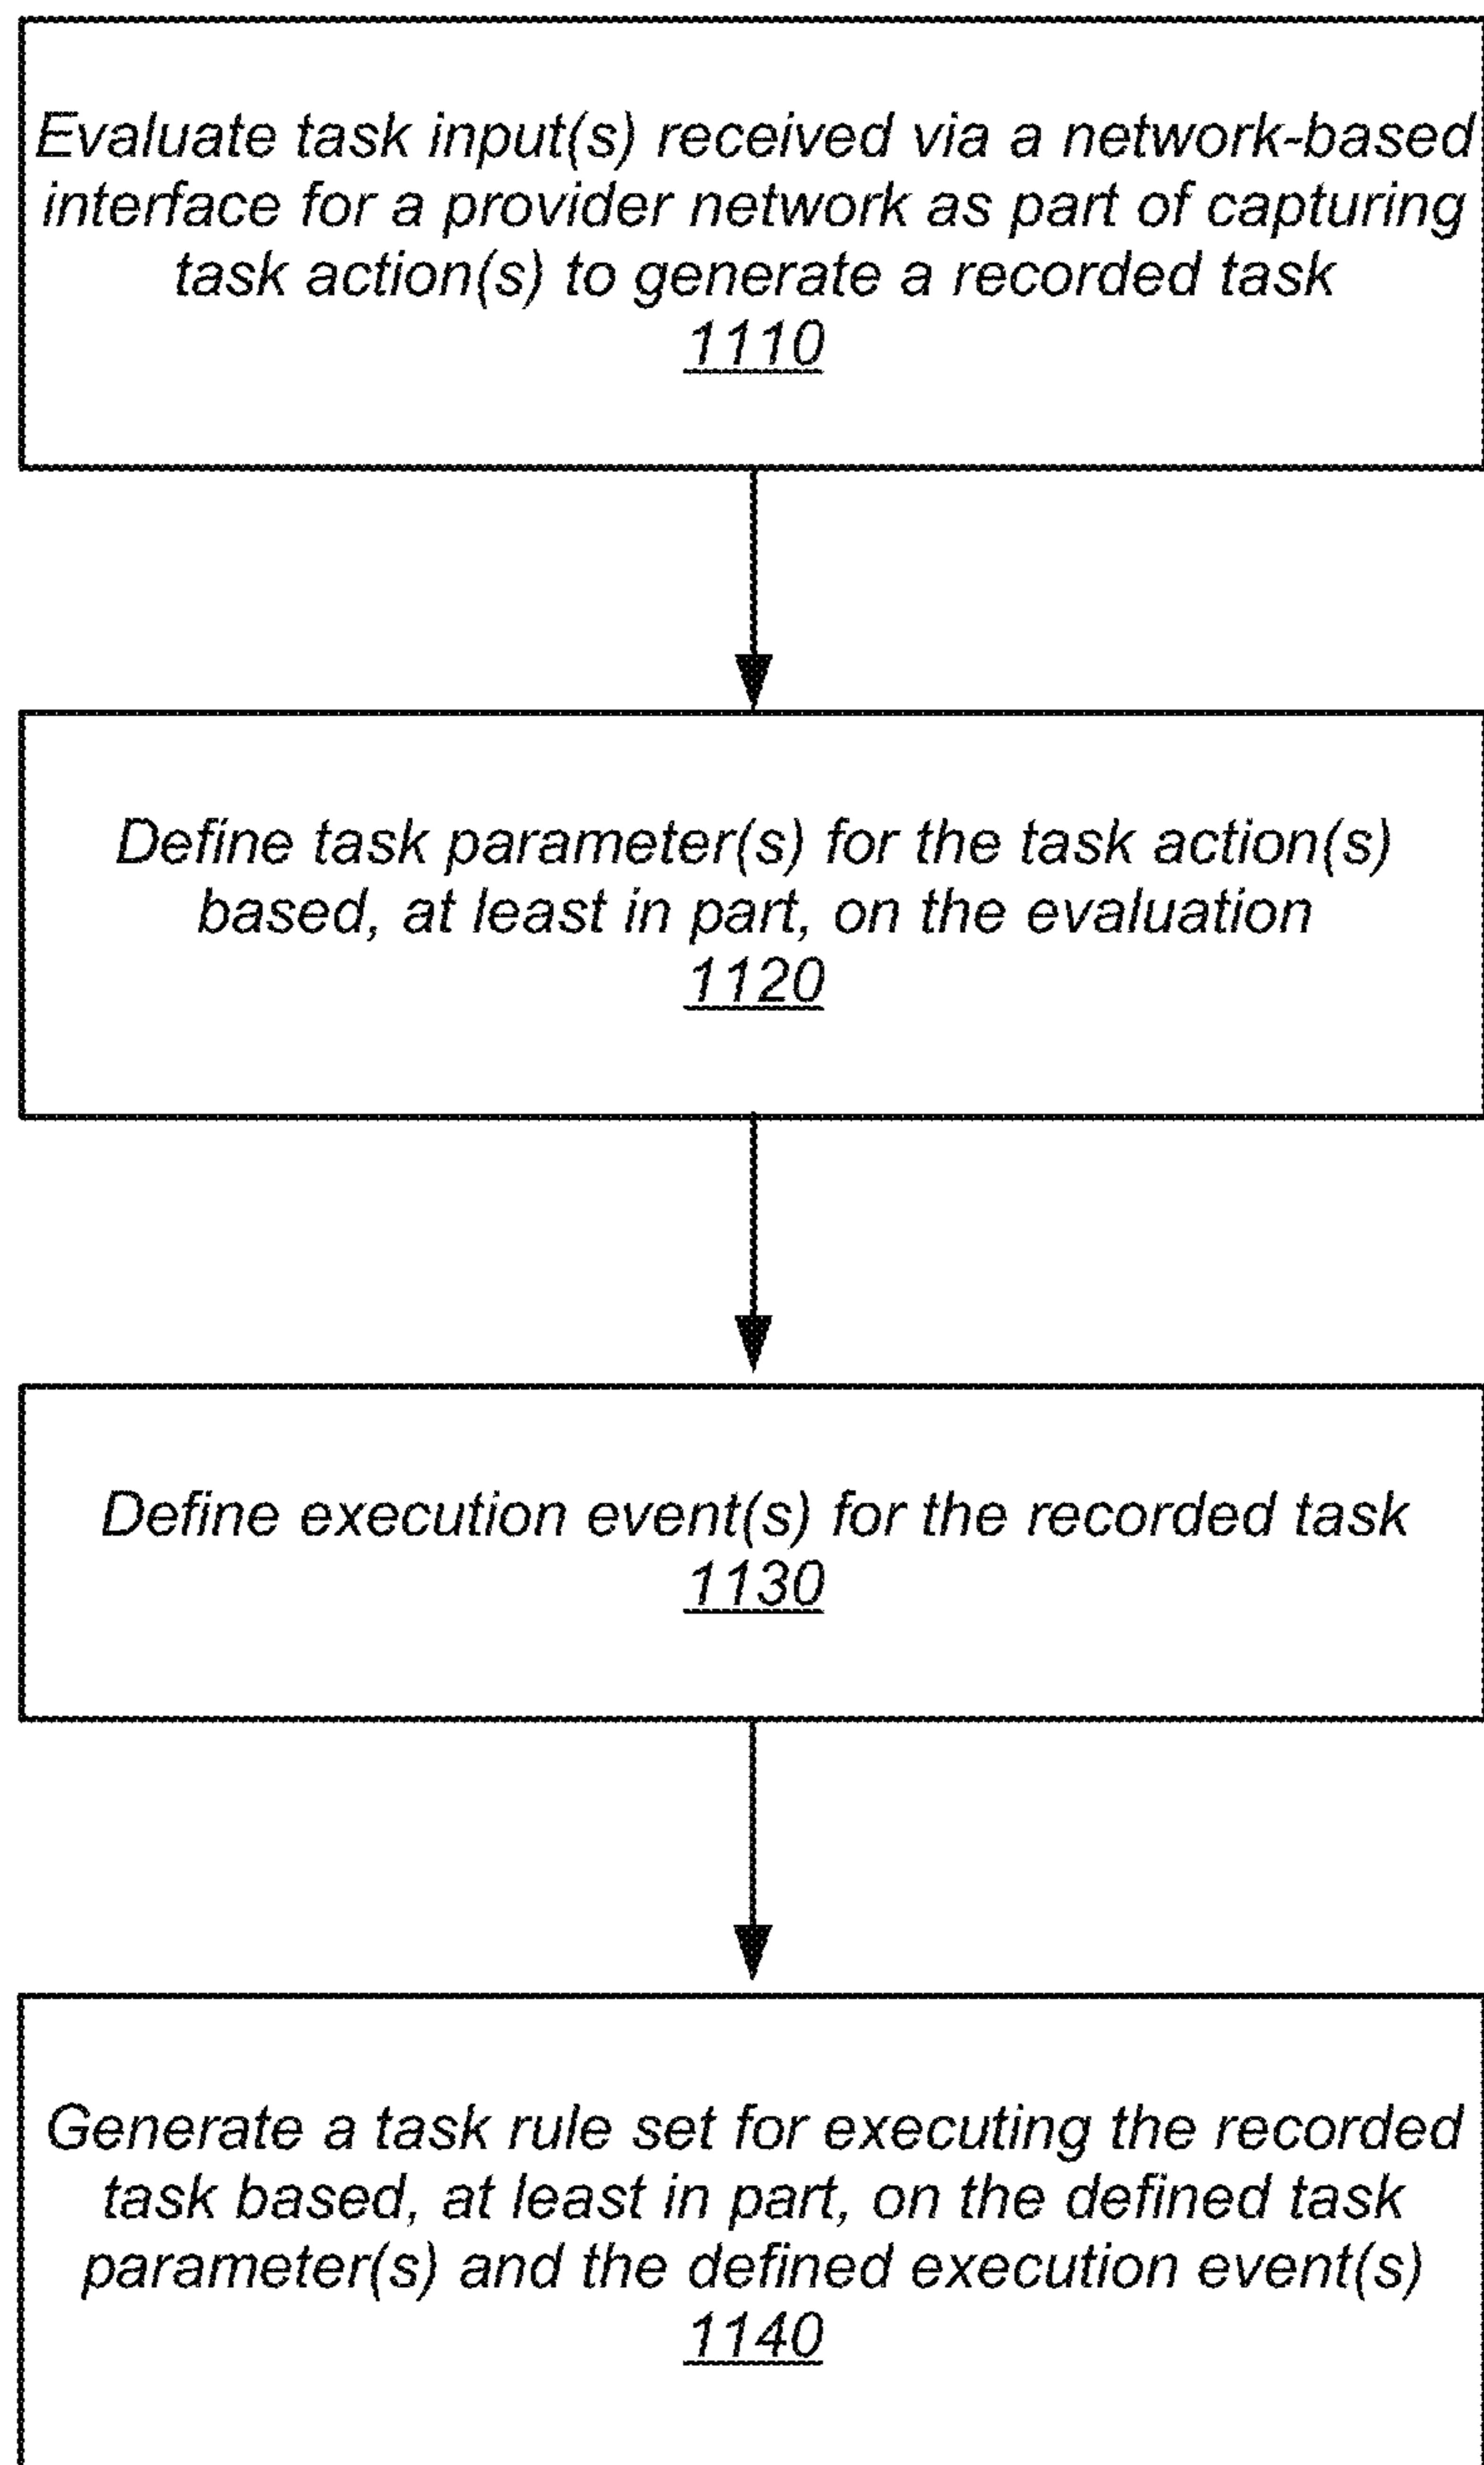 Evaluate task input(s) received via a network-based
interface for a provider network as part of capturing
task action(s) to generate a recorded task
1110
Define task parameter(s) for the task action(s)
based, at least in part, on the evaluation
1120
Define execution event(s) for the recorded task
1130
Generate a task rule set for executing the recorded
task based, at least in part, on the defined task
parameter(s) and the defined execution event(s)
1140